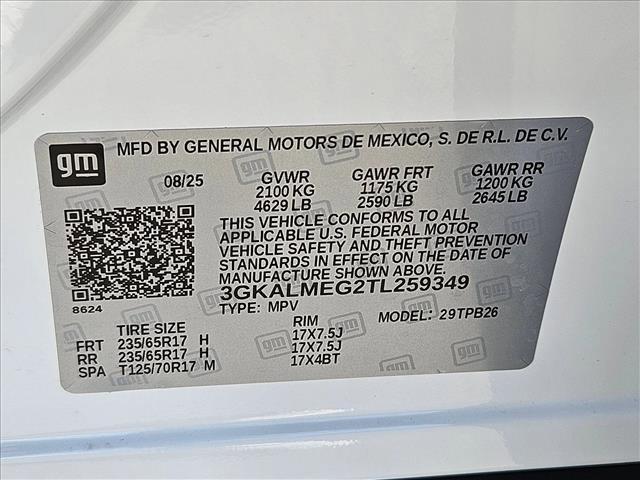 gm MFD BY GENERAL MOTORS DE MEXICO, S. DE R.L. DE C.V.
08/25 GVWR GAWR FRT GAWR RR
2100 KG 1175 KG 1200 KG
4629 LB 2590 LB 2645 LB
THIS VEHICLE CONFORMS TO ALL
APPLICABLE U.S. FEDERAL MOTOR
VEHICLE SAFETY AND THEFT PREVENTION
STANDARDS IN EFFECT ON THE DATE OF
MANUFACTURE SHOWN ABOVE.
8624 3GKALMEG2TL259349
TYPE: MPV MODEL: 29TPB26
TIRE SIZE RIM
FRT 235/65R17 H 17X7.5J
RR 235/65R17 H 17X7.5J
SPA T125/70R17 M 17X4BT